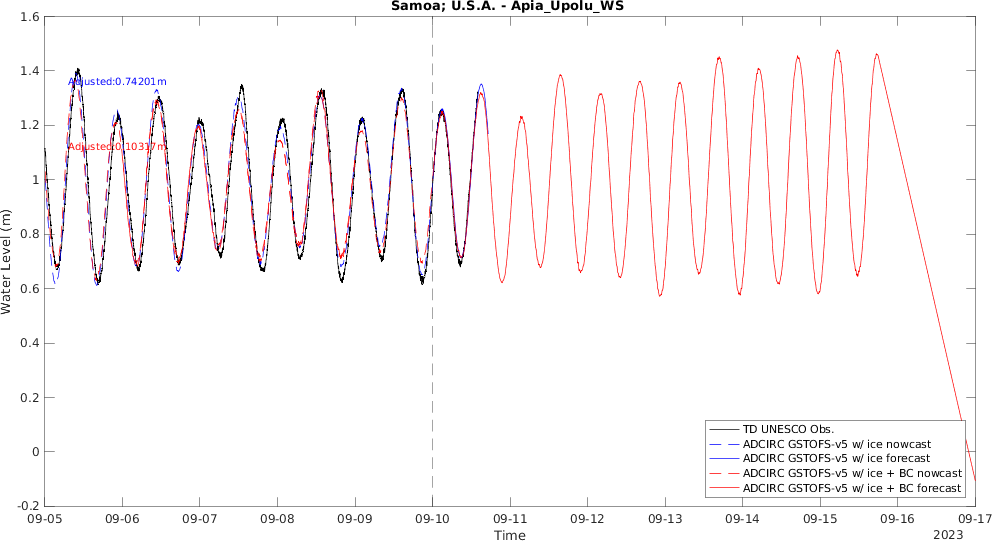 Samoa; U.S.A. - Apia_Upolu_WS
1.6
1.4
1.2
1
0.8
0.6
0.4
0.2
0
-0.2
Water Level (m)
Adjusted:0.74201m
Adjusted:0.10317m
TD UNESCO Obs.
ADCIRC GSTOFS-v5 w/ ice nowcast
ADCIRC GSTOFS-v5 w/ ice forecast
ADCIRC GSTOFS-v5 w/ ice + BC nowcast
ADCIRC GSTOFS-v5 w/ ice + BC forecast
09-05 09-06 09-07 09-08 09-09 09-10 09-11 09-12 09-13 09-14 09-15 09-16 09-17
Time
2023